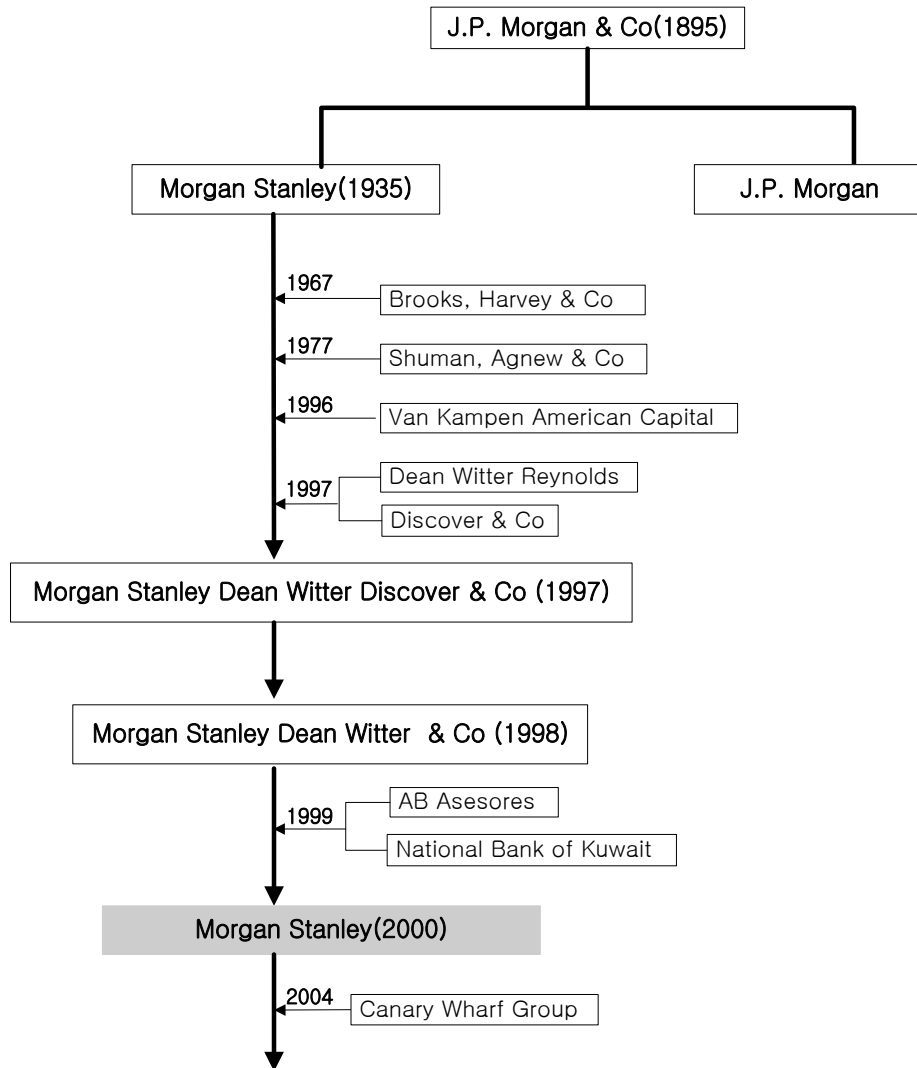 J.P. Morgan & Co(1895)
Morgan Stanley(1935)
J.P. Morgan
1967
Brooks, Harvey & Co
1977
Shuman, Agnew & Co
1996
Van Kampen American Capital
Dean Witter Reynolds
1997
Discover & Co
Morgan Stanley Dean Witter Discover & Co (1997)
Morgan Stanley Dean Witter & Co (1998)
AB Asesores
1999
National Bank of Kuwait
Morgan Stanley(2000)
2004
Canary Wharf Group